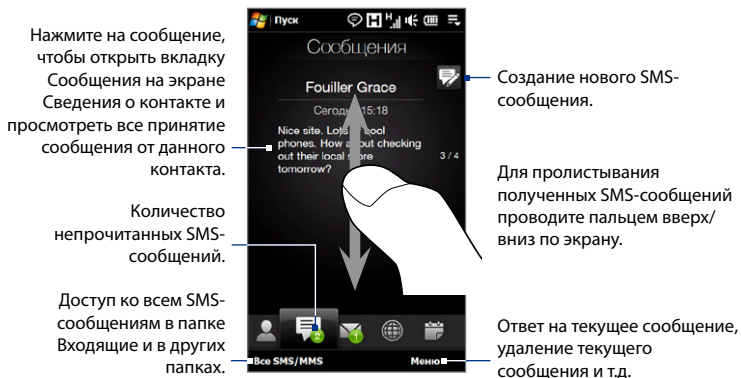 Нажмите на сообщение,
чтобы открыть вкладку
Сообщения на экране
Сведения о контакте и
просмотреть все принятие
сообщения от данного
контакта.
Количество
непрочитанных SMS-
сообщений.
Доступ ко всем SMS-
сообщениям в папке
Входящие и в других
папках.
Пуск
H
Сообщения
Fouiller Grace
15:18
Nice site.
phones. How about checking
out their local store
tomorrow?
3 / 4
2
1
Все SMS/MMS
Меню
Создание нового SMS-
сообщения.
Для пролистывания
полученных SMS-сообщений
проводите пальцем вверх/
вниз по экрану.
Ответ на текущее сообщение,
удаление текущего
сообщения и т.д.